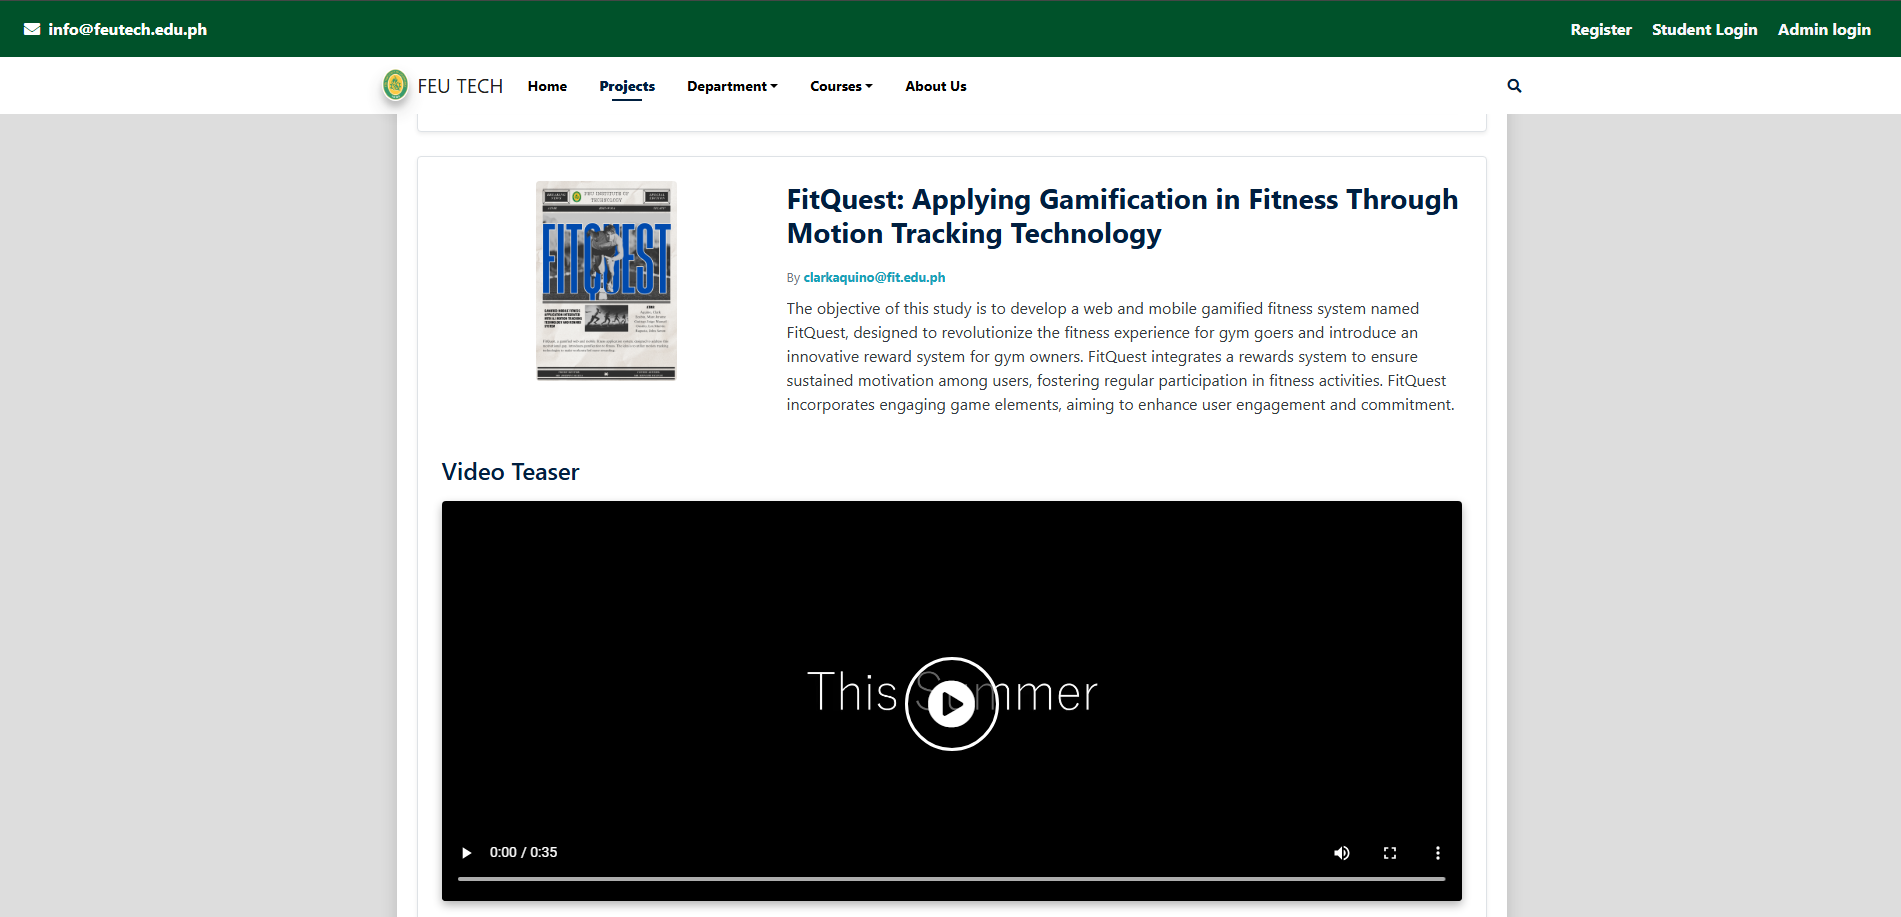 info@feutech.edu.ph
Register Student Login Admin login
FEU TECH Home Projects Department Courses About Us
FEU INSTITUTE OF
TECHNOLOGY
FITQUEST
FitQuest: Applying Gamification in Fitness Through
Motion Tracking Technology
By clarkaquino@fit.edu.ph
The objective of this study is to develop a web and mobile gamified fitness system named
FitQuest, designed to revolutionize the fitness experience for gym goers and introduce an
innovative reward system for gym owners. FitQuest integrates a rewards system to ensure
sustained motivation among users, fostering regular participation in fitness activities. FitQuest
incorporates engaging game elements, aiming to enhance user engagement and commitment.
Video Teaser
This Summer
0:00 / 0:35